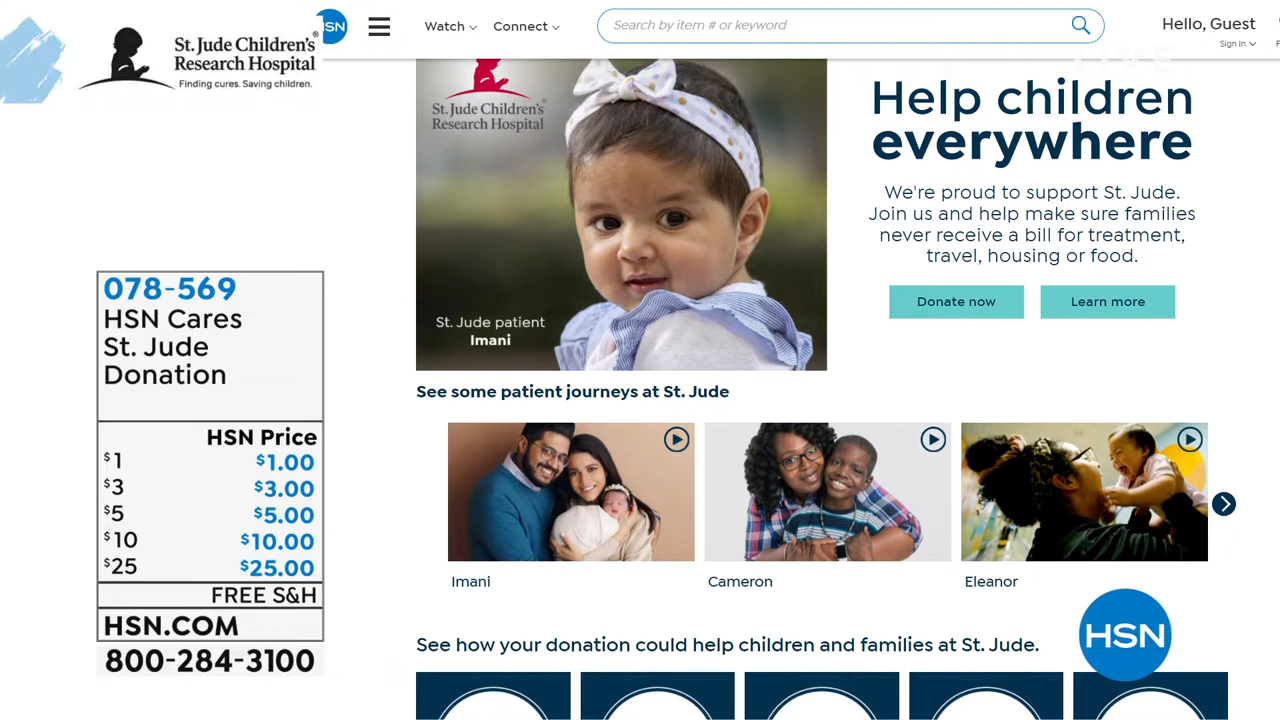 St. Jude Children's®
Research Hospital
Finding cures. Saving children.
HSN
Watch
Connect
Search by item # or keyword
Hello, Guest
Sign In
LIVE
St. Jude Children's®
Research Hospital
St. Jude patient
Imani
Help children
everywhere
We're proud to support St. Jude.
Join us and help make sure families
never receive a bill for treatment,
travel, housing or food.
Donate now
Learn more
078-569
HSN Cares
St. Jude
Donation
HSN Price
$1 $1.00
$3 $3.00
$5 $5.00
$10 $10.00
$25 $25.00
FREE S&H
HSN.COM
800-284-3100
See some patient journeys at St. Jude
Imani
Cameron
Eleanor
See how your donation could help children and families at St. Jude.
HSN